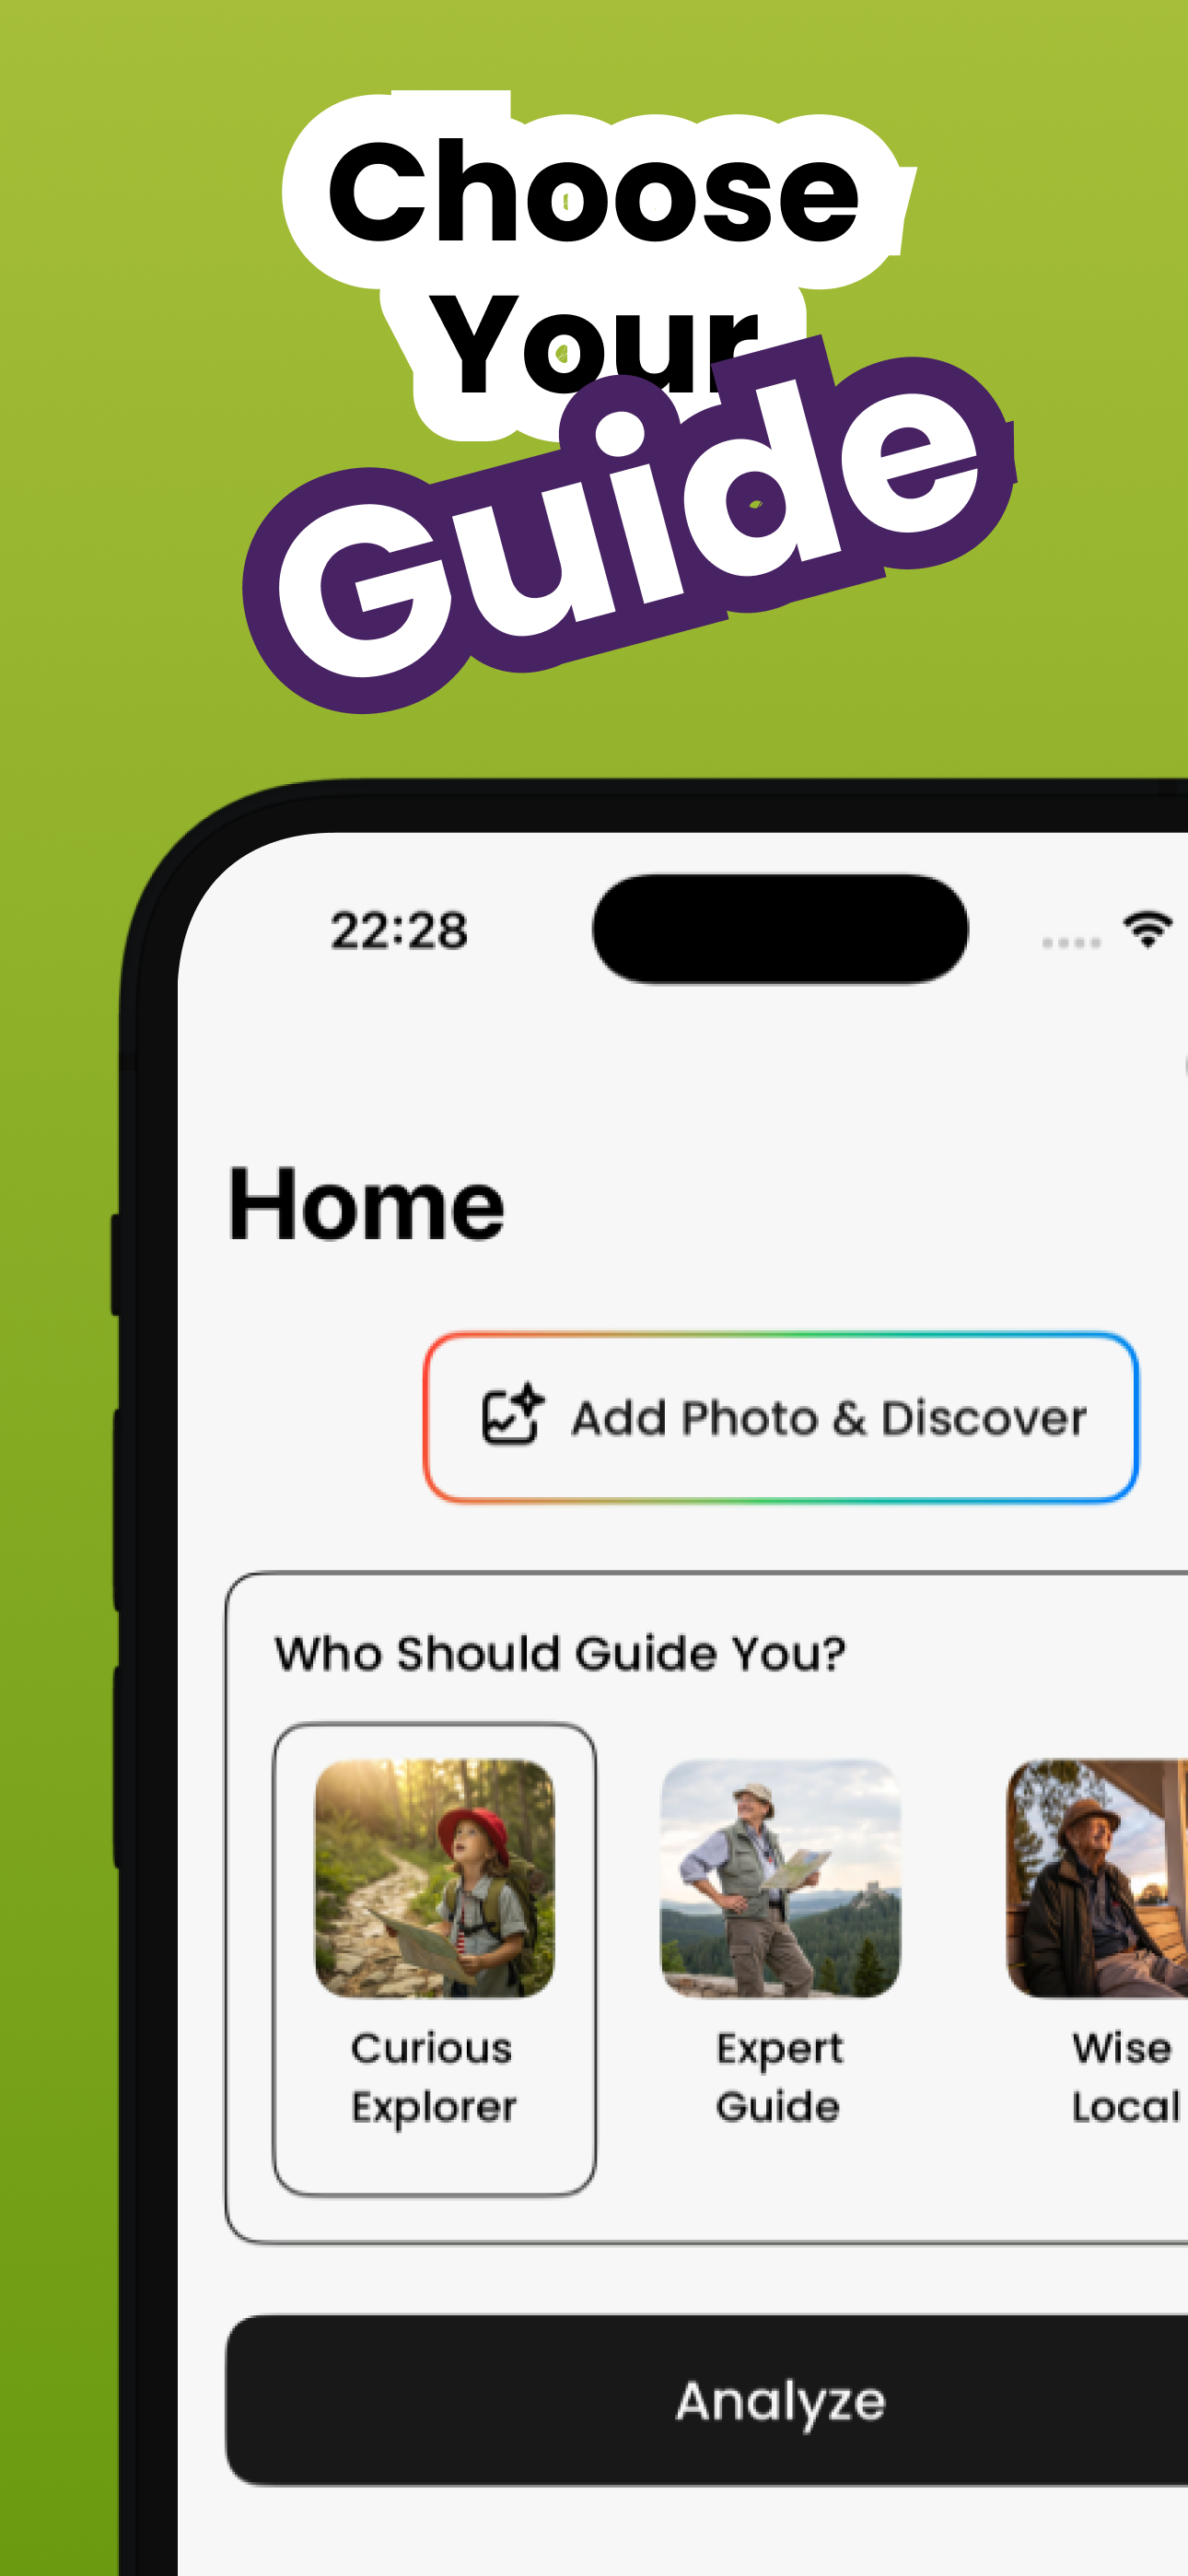 Choose
Your
Guide
22:28
Home
Add Photo & Discover
Who Should Guide You?
Curious
Explorer
Expert
Guide
Wise
Local
Analyze